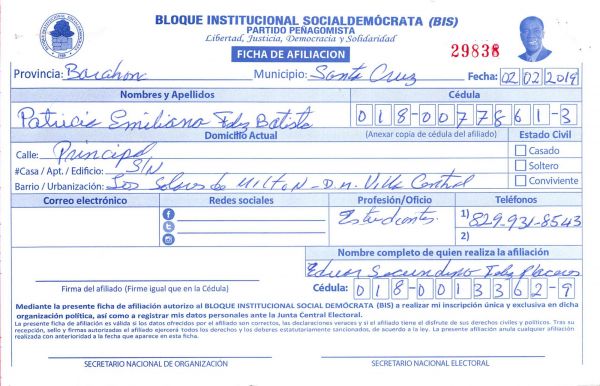 BLOQUE INSTITUCIONAL SOCIALDEMÓCRATA (BIS)
PARTIDO PEÑAGOMISTA
Libertad, Justicia, Democracia y Solidaridad
FICHA DE AFILIACION
29838
Provincia: Barahon Municipio: Santa Cruz Fecha: 02 02 2019
Nombres y Apellidos Cédula
Patricia Emiliano Feliz Batista 018-0077861-3
Domicilio Actual (Anexar copia de cédula del afiliado) Estado Civil
Calle: Principal Casado
#Casa / Apt. / Edificio: S/N Soltero
Barrio / Urbanización: Los Solares de MILTON - D.M. Villa Central Conviviente
Correo electrónico Redes sociales Profesión/Oficio Teléfonos
Estudiantes. 1) 829-931-8543
2)
Nombre completo de quien realiza la afiliación
Feliz
Firma del afiliado (Firme igual que en la Cédula) Cédula: 018-0013362-9
Mediante la presente ficha de afiliación autorizo al BLOQUE INSTITUCIONAL SOCIAL DEMÓCRATA (BIS) a realizar mi inscripción única y exclusiva en dicha
organización política, así como a registrar mis datos personales ante la Junta Central Electoral.
La presente ficha de afiliación es válida si los datos ofrecidos por el afiliado son correctos, las declaraciones veraces y si el afiliado tiene el disfrute de sus derechos civiles y políticos. Tras su
recepción, sello y firmas autorizadas el afiliado ejercerá todos los derechos y los deberes estatutariamente sancionados, de acuerdo a la ley. La presente afiliación anula cualquier afiliación
realizada con anterioridad a la fecha que aparece en esta ficha.
SECRETARIO NACIONAL DE ORGANIZACIÓN SECRETARIO NACIONAL ELECTORAL